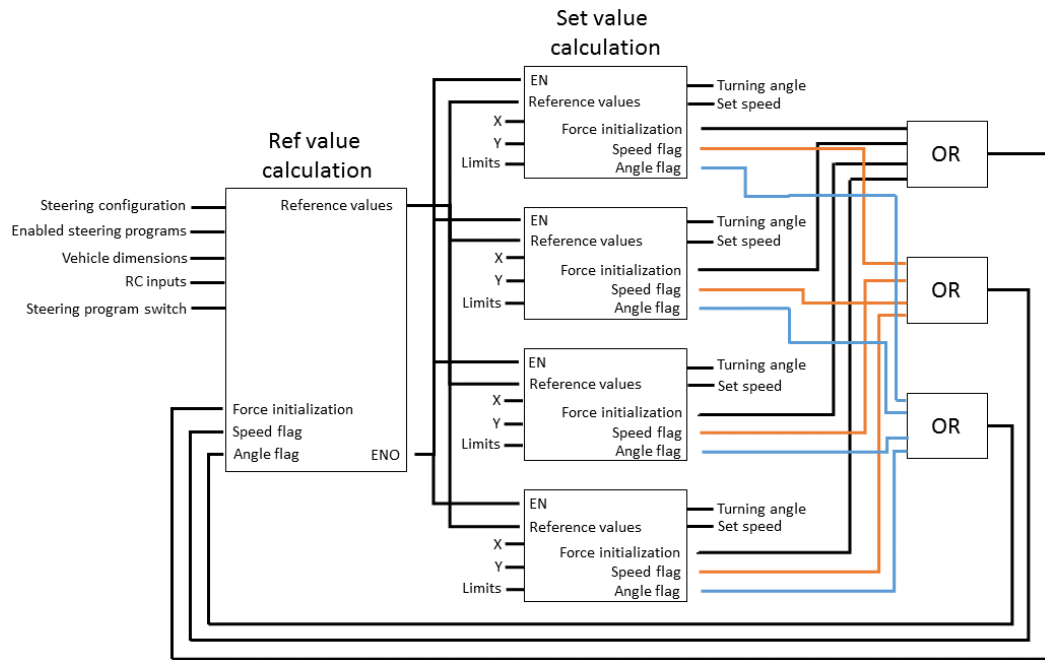 Set value
calculation
Ref value
calculation
Steering configuration
Enabled steering programs
Vehicle dimensions
RC inputs
Steering program switch
Reference values
Force initialization
Speed flag
Angle flag
ENO
EN
Reference values
X
Y
Limits
Force initialization
Speed flag
Angle flag
Turning angle
Set speed
EN
Reference values
X
Y
Limits
Force initialization
Speed flag
Angle flag
Turning angle
Set speed
EN
Reference values
X
Y
Limits
Force initialization
Speed flag
Angle flag
Turning angle
Set speed
EN
Reference values
X
Y
Limits
Force initialization
Speed flag
Angle flag
Turning angle
Set speed
OR
OR
OR